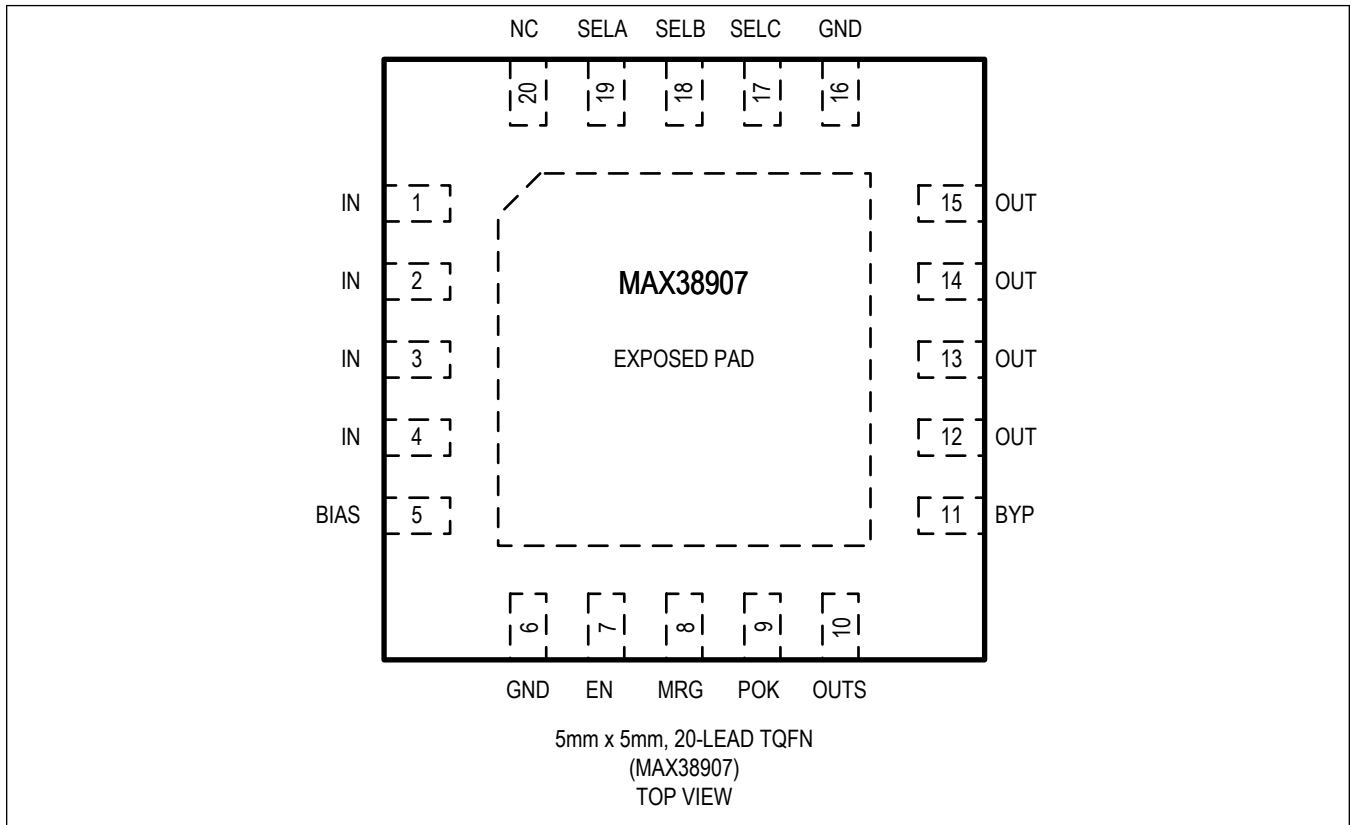 NC SELA SELB SELC GND
20 19 18 17 16
IN 1 15 OUT
IN 2 MAX38907 14 OUT
IN 3 EXPOSED PAD 13 OUT
IN 4 12 OUT
BIAS 5 11 BYP
6 7 8 9 10
GND EN MRG POK OUTS
5mm x 5mm, 20-LEAD TQFN
(MAX38907)
TOP VIEW